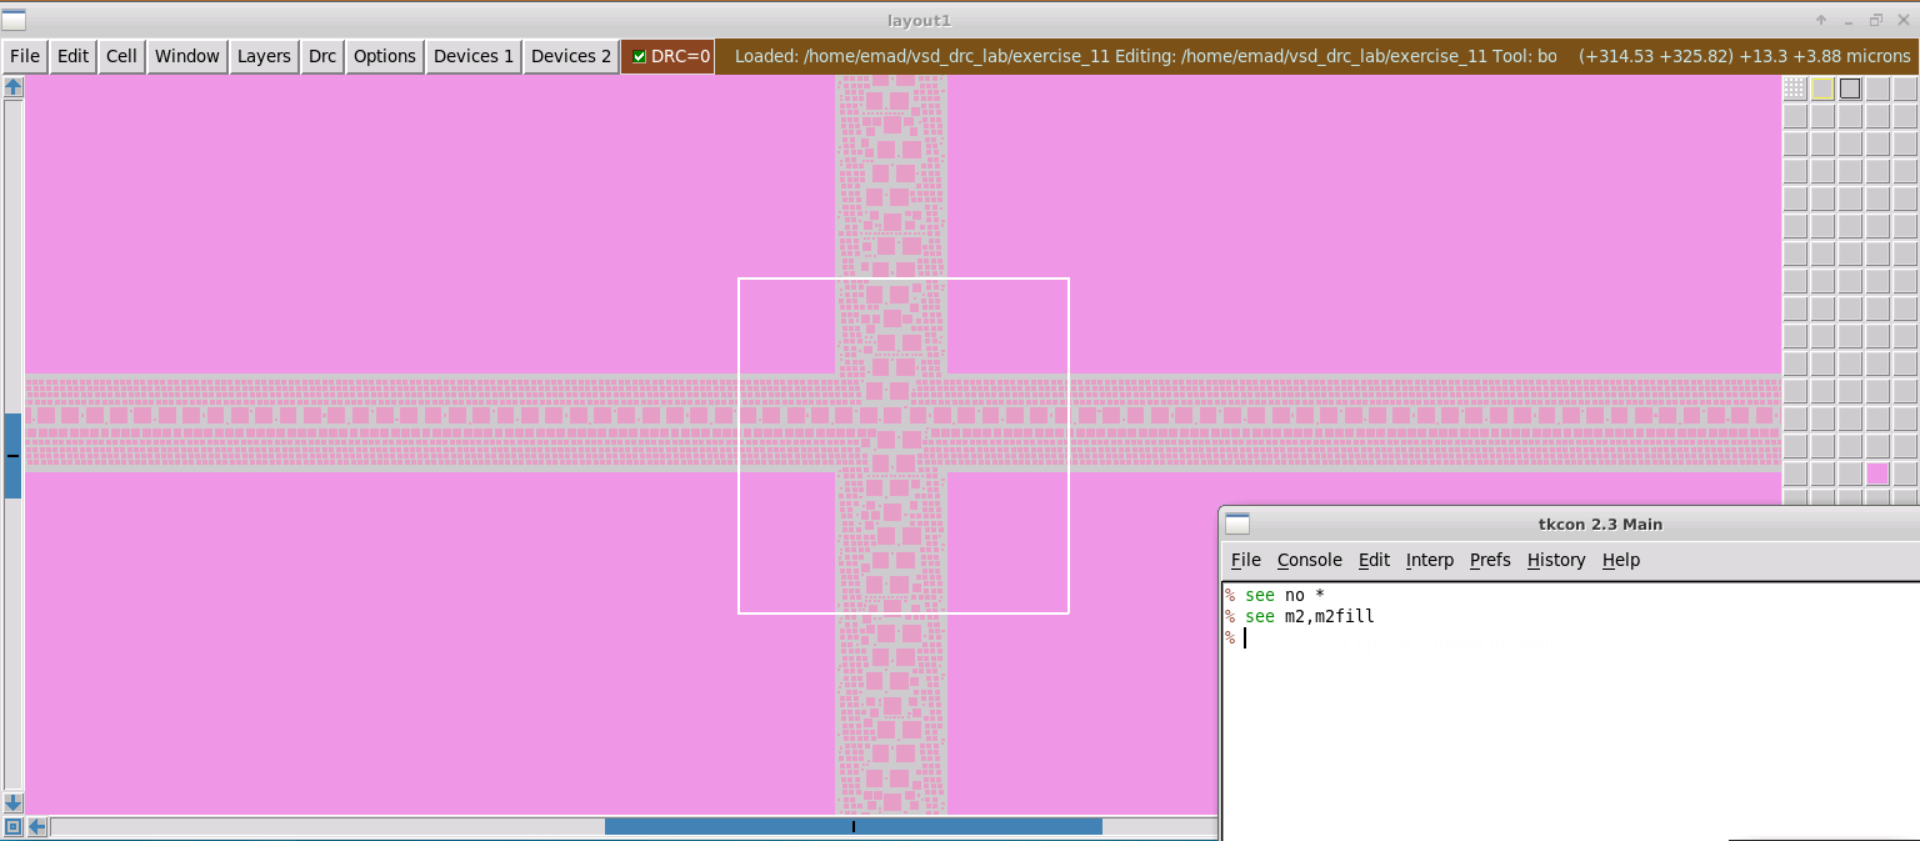 layout1
File Edit Cell Window Layers Drc Options Devices 1 Devices 2 DRC=0 Loaded: /home/emad/vsd_drc_lab/exercise_11 Editing: /home/emad/vsd_drc_lab/exercise_11 Tool: bo (+314.53 +325.82) +13.3 +3.88 microns
tkcon 2.3 Main
File Console Edit Interp Prefs History Help
% see no *
% see m2,m2fill
%